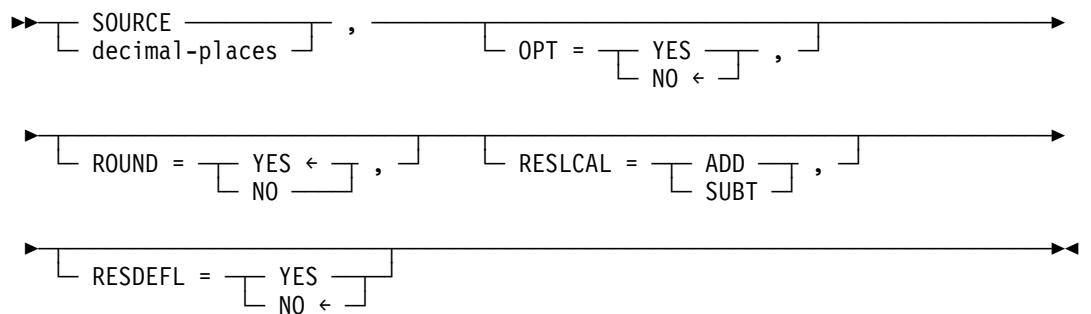 SOURCE , OPT = YES ,
decimal-places NO ←
ROUND = YES ← , RESLCAL = ADD ,
NO SUBT
RESDEFL = YES
NO ←